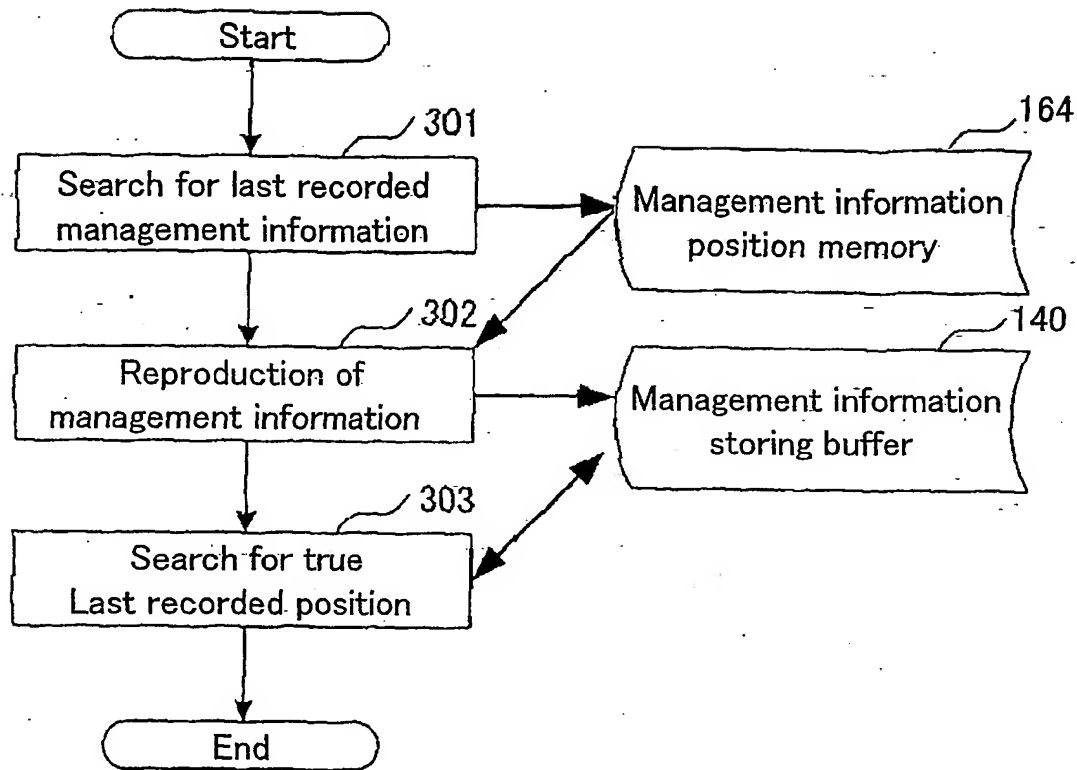 Start
301
Search for last recorded
management information
164
Management information
position memory
302
Reproduction of
management information
140
Management information
storing buffer
303
Search for true
Last recorded position
End